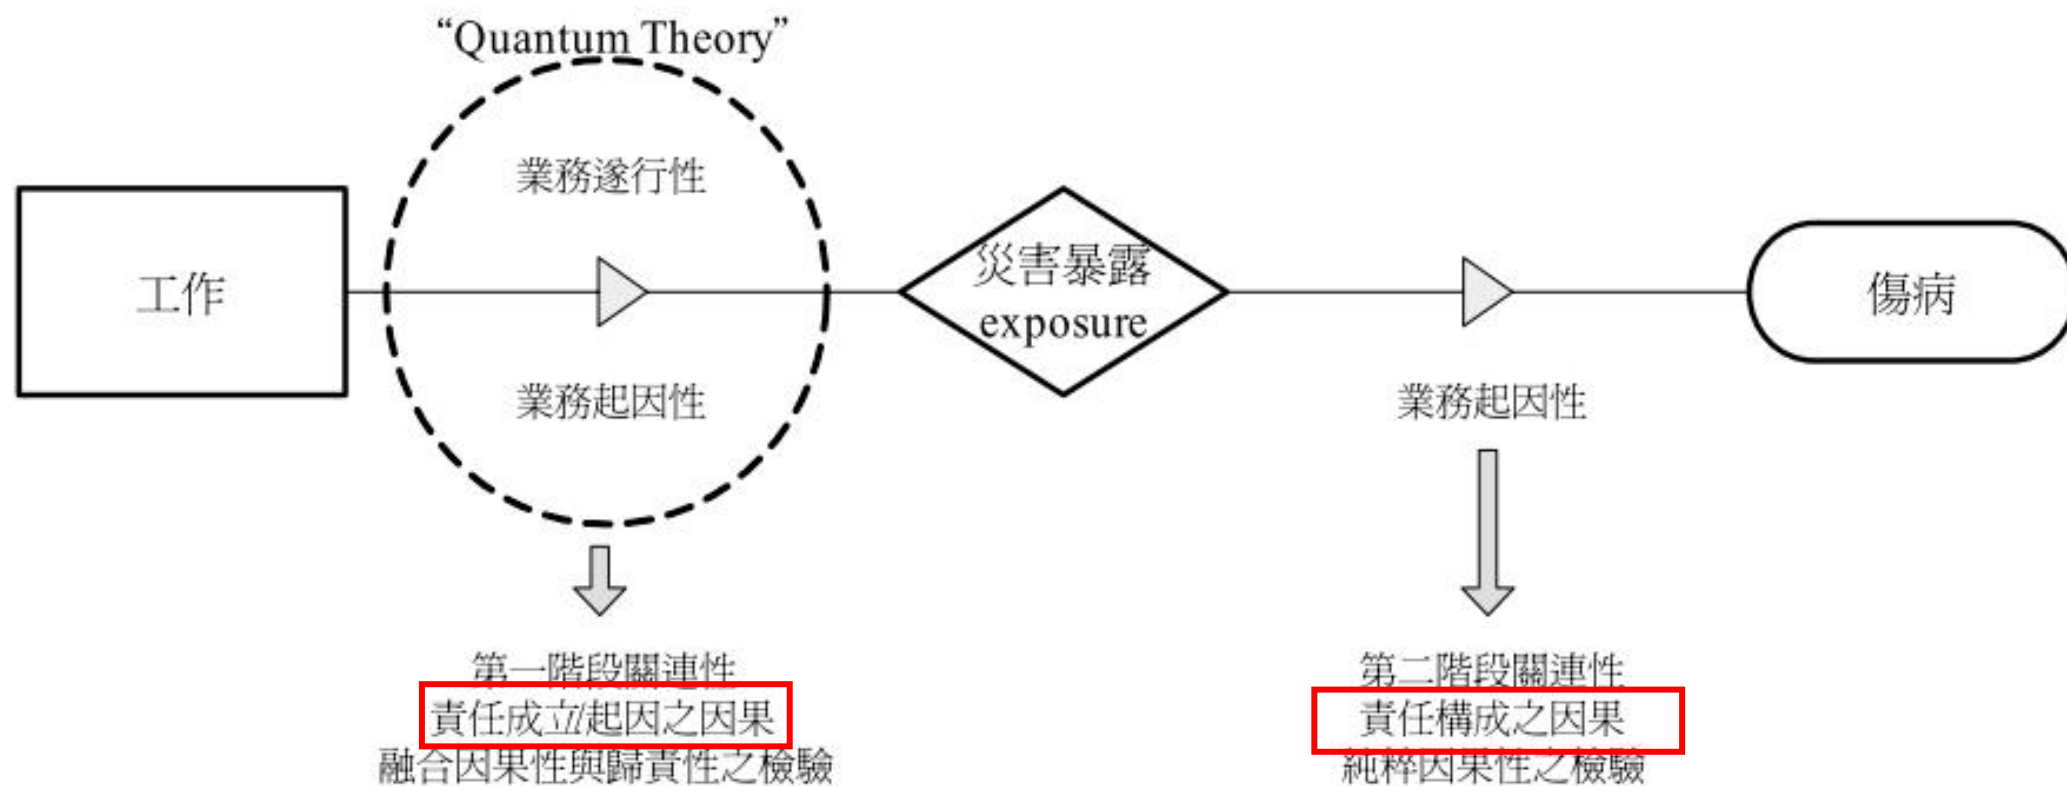 “Quantum Theory”
業務遂行性
工作
業務起因性
災害暴露
exposure
傷病
業務起因性
第一階段關連性
責任成立/起因之因果
融合因果性與歸責性之檢驗
第二階段關連性
責任構成之因果
純粹因果性之檢驗